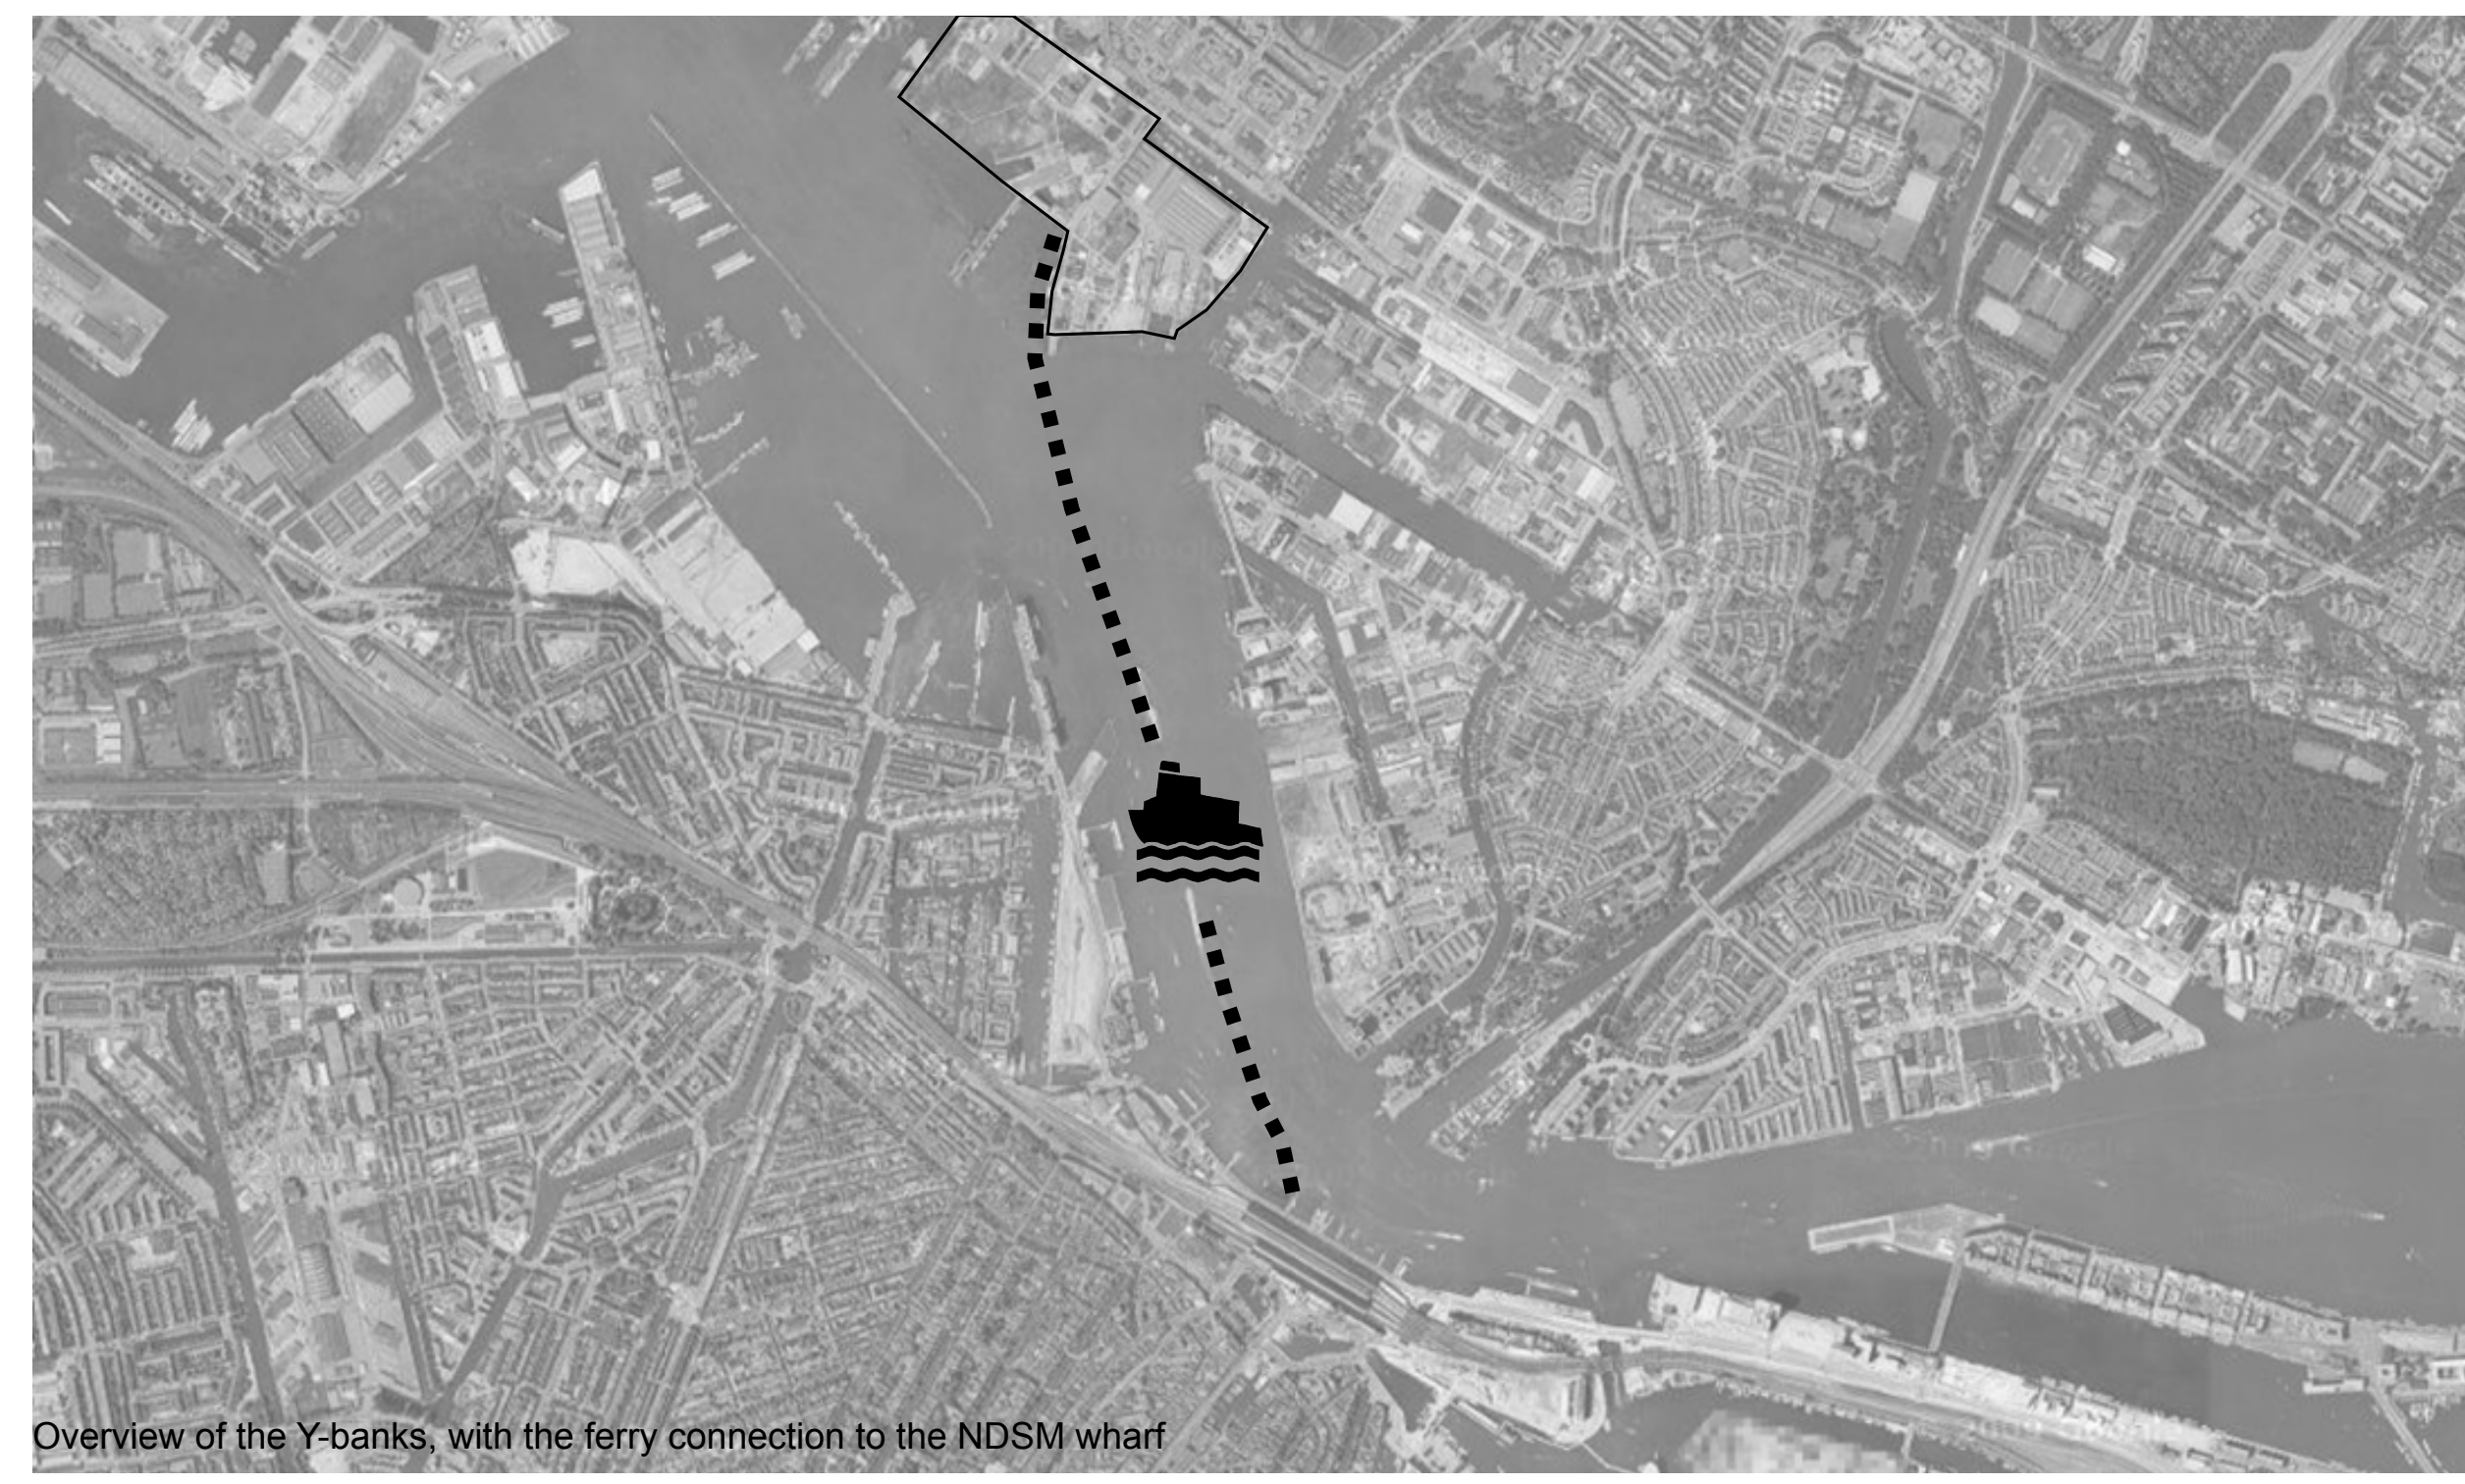 Overview of the Y-banks, with the ferry connection to the NDSM wharf